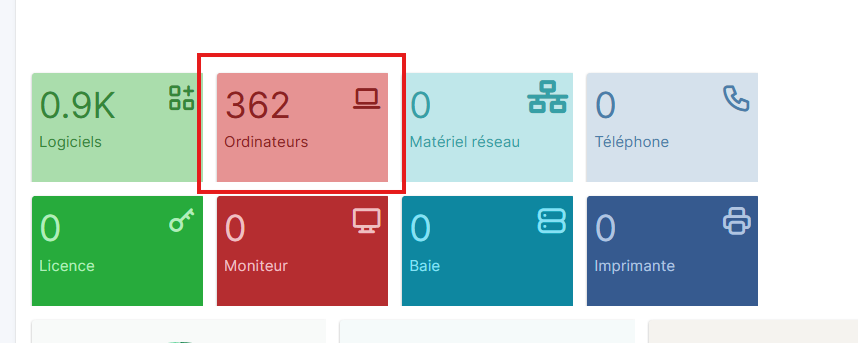 0.9K
Logiciels
362
Ordinateurs
0
Matériel réseau
0
Téléphone
0
Licence
0
Moniteur
0
Baie
0
Imprimante